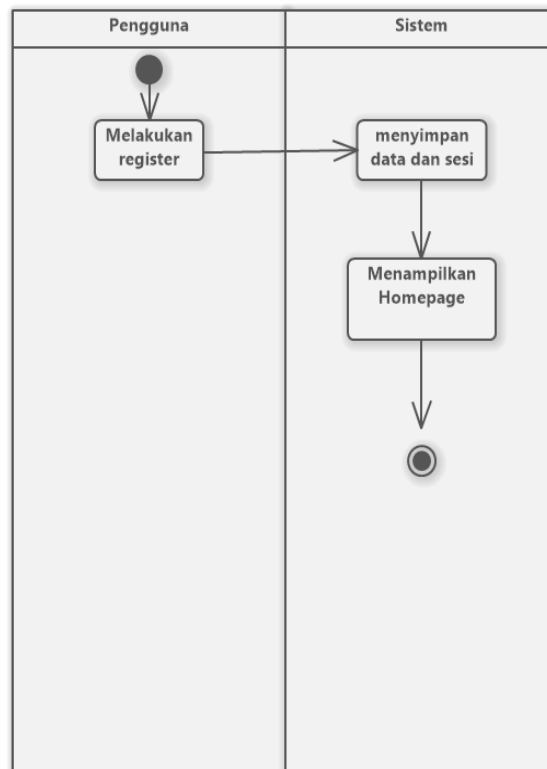 Pengguna
Sistem
Melakukan
register
menyimpan
data dan sesi
Menampilkan
Homepage